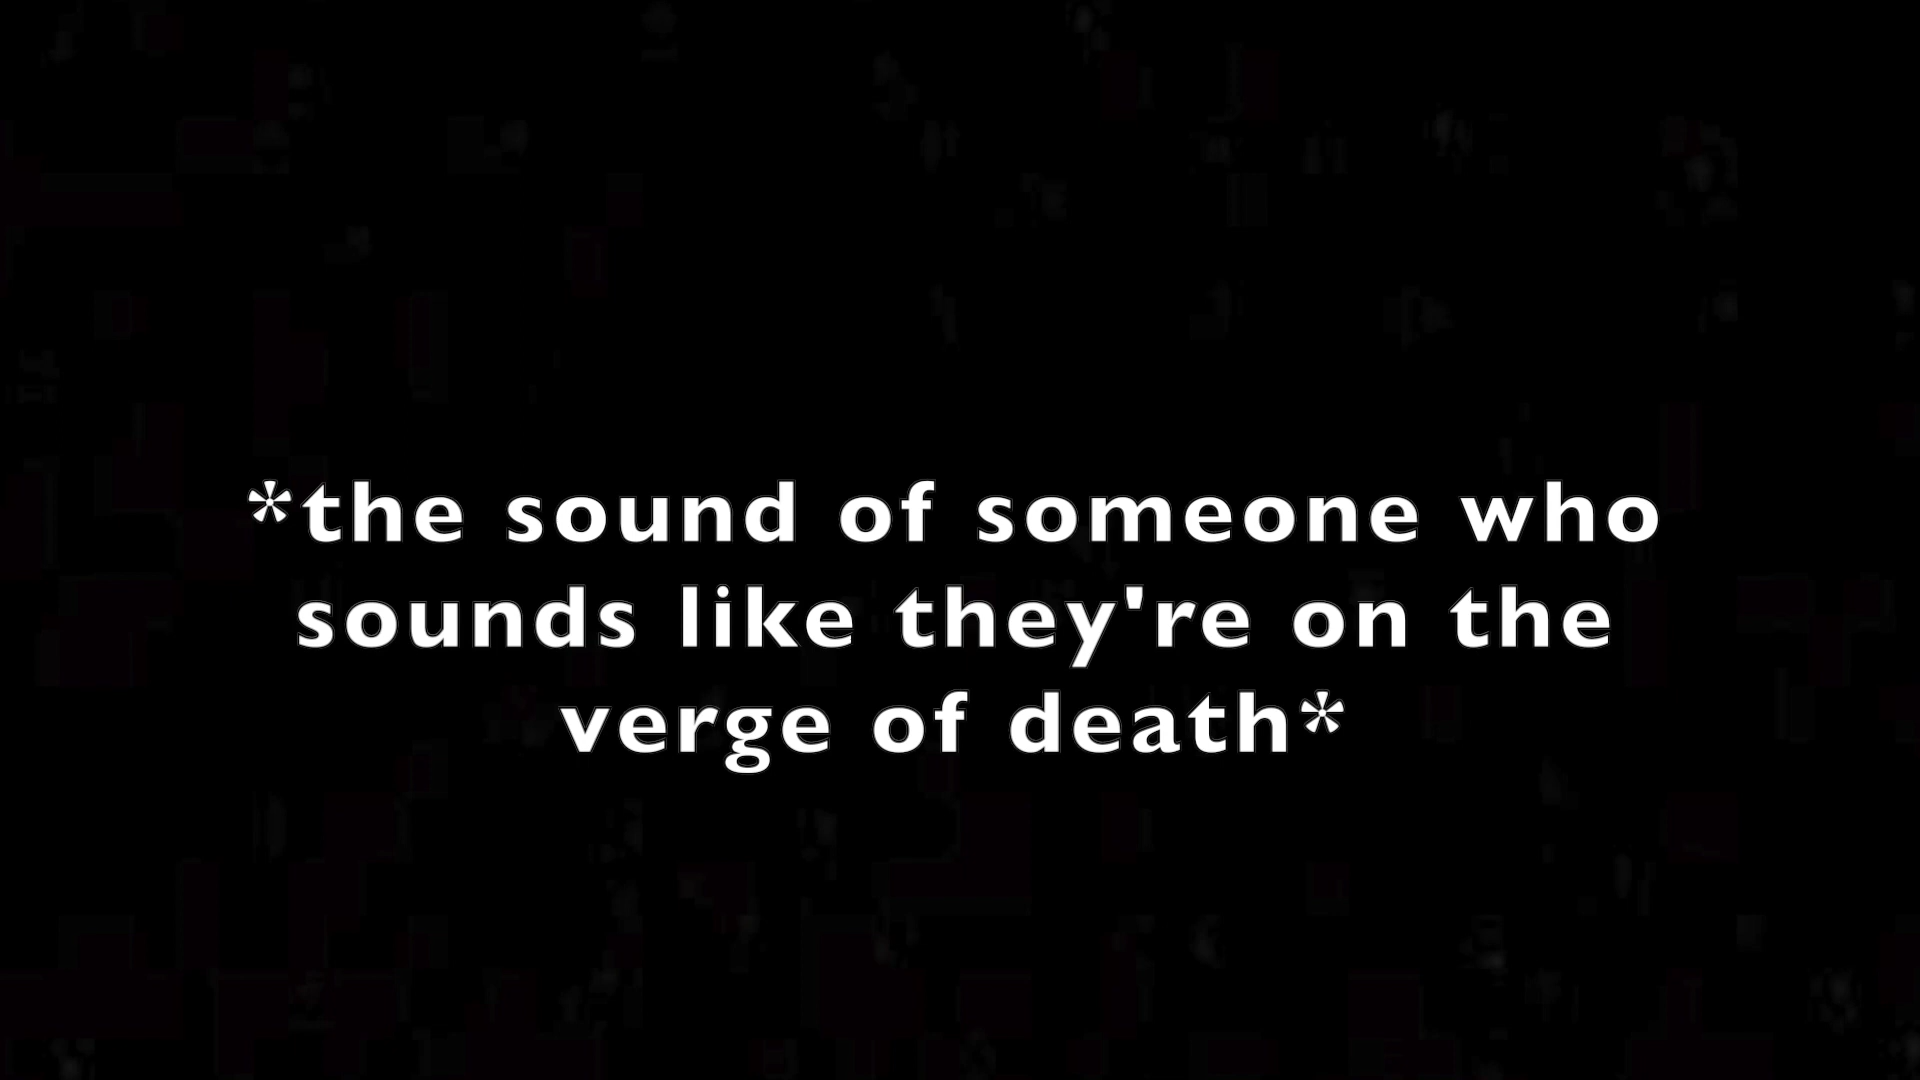 *the sound of someone who
sounds like they're on the
verge of death*